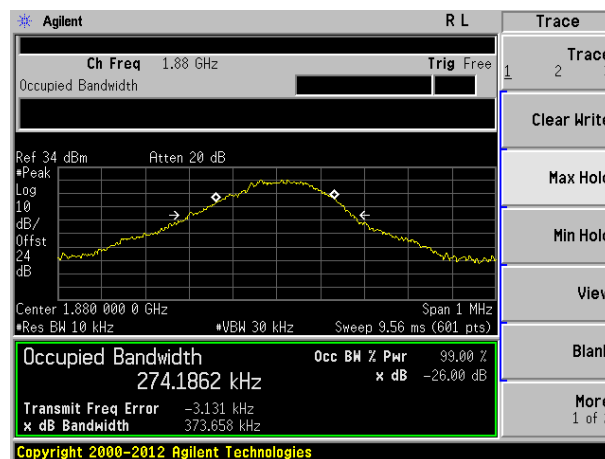 Agilent R L Trace
Ch Freq 1.88 GHz Trig Free
Occupied Bandwidth
Trace
1 2
Clear Write
Max Hold
Min Hold
View
Blank
More
1 of
Ref 34 dBm Atten 20 dB
#Peak
Log
10
dB/
Offst
24
dB
Center 1.880 000 0 GHz Span 1 MHz
#Res BW 10 kHz #VBW 30 kHz Sweep 9.56 ms (601 pts)
Occupied Bandwidth Occ BW % Pwr 99.00 %
274.1862 kHz x dB -26.00 dB
Transmit Freq Error -3.131 kHz
x dB Bandwidth 373.658 kHz
Copyright 2000-2012 Agilent Technologies